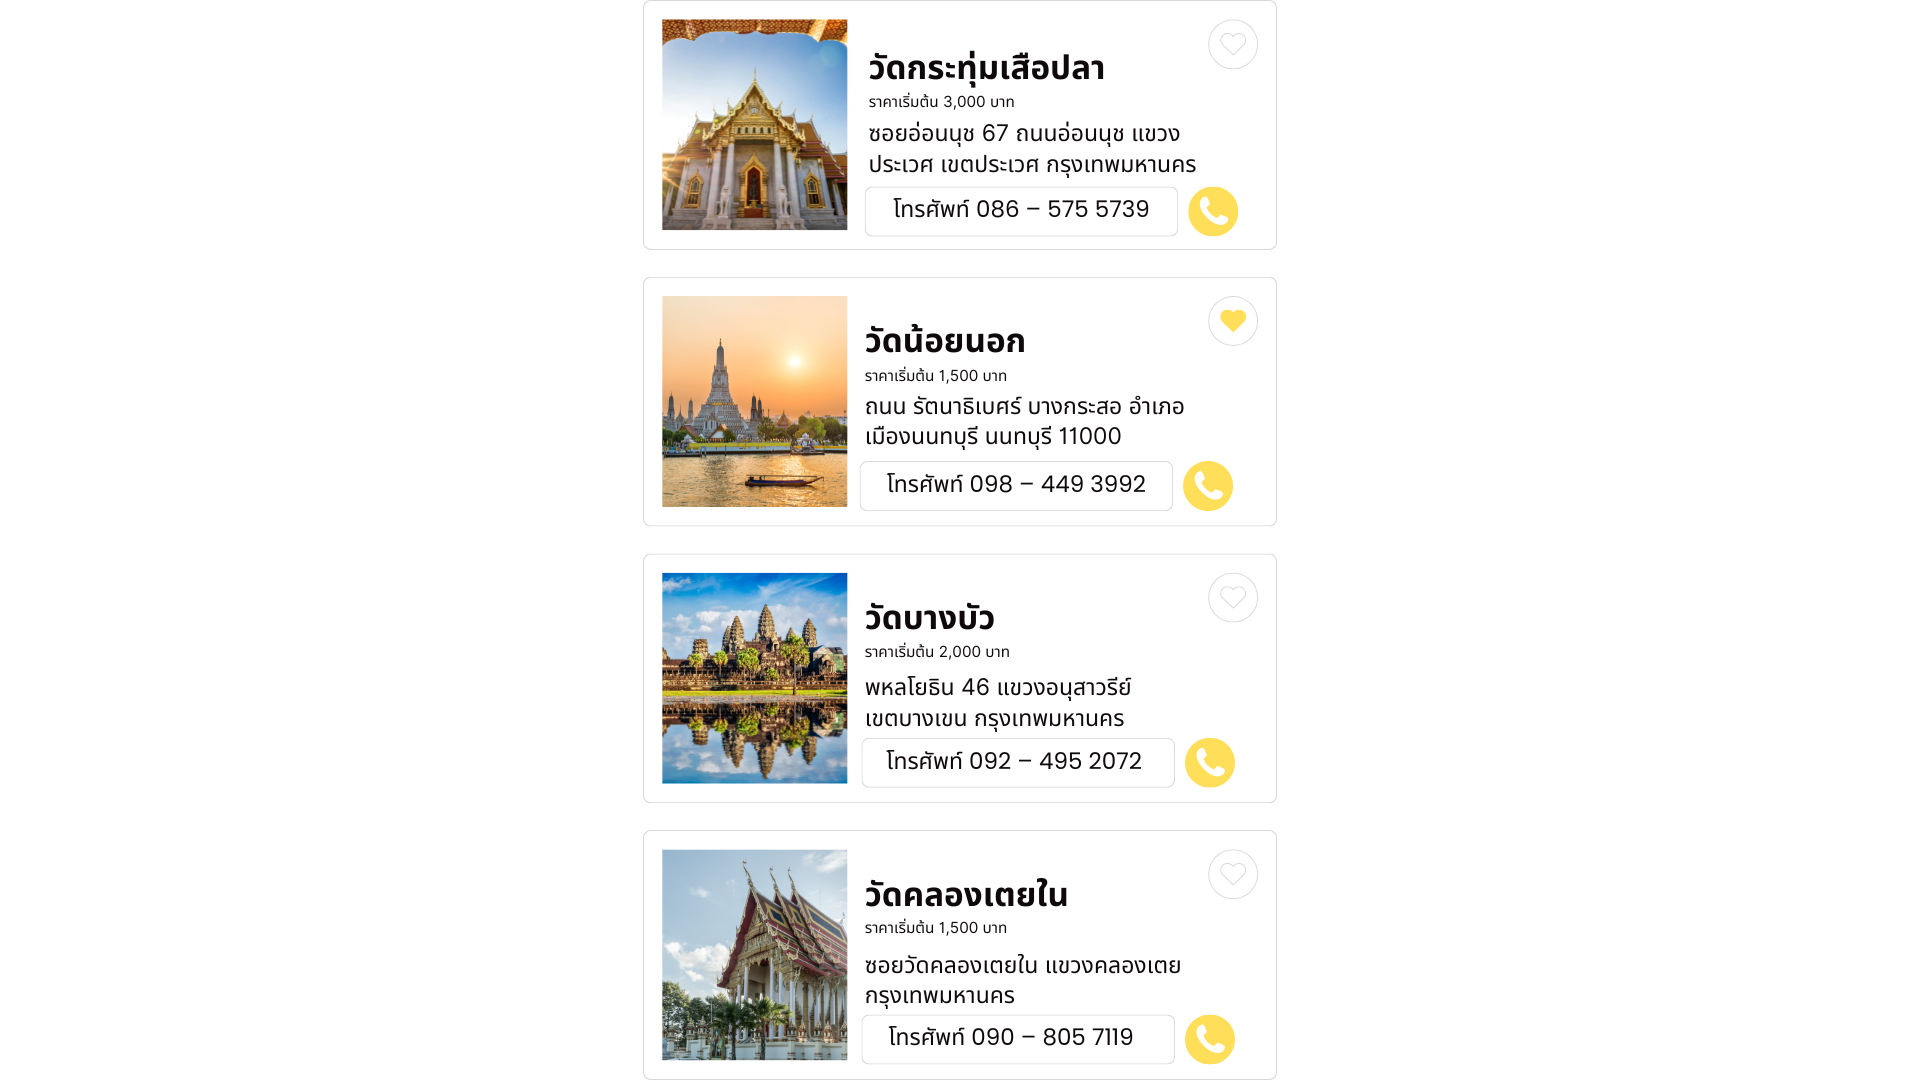 วัดกระทุ่มเสือปลา
ราคาเริ่มต้น 3,000 บาท
ซอยอ่อนนุช 67 ถนนอ่อนนุช แขวง
ประเวศ เขตประเวศ กรุงเทพมหานคร
โทรศัพท์ 086 – 575 5739
วัดน้อยนอก
ราคาเริ่มต้น 1,500 บาท
ถนน รัตนาธิเบศร์ บางกระสอ อำเภอ
เมืองนนทบุรี นนทบุรี 11000
โทรศัพท์ 098 – 449 3992
วัดบางบัว
ราคาเริ่มต้น 2,000 บาท
พหลโยธิน 46 แขวงอนุสาวรีย์
เขตบางเขน กรุงเทพมหานคร
โทรศัพท์ 092 – 495 2072
วัดคลองเตยใน
ราคาเริ่มต้น 1,500 บาท
ซอยวัดคลองเตยใน แขวงคลองเตย
กรุงเทพมหานคร
โทรศัพท์ 090 – 805 7119